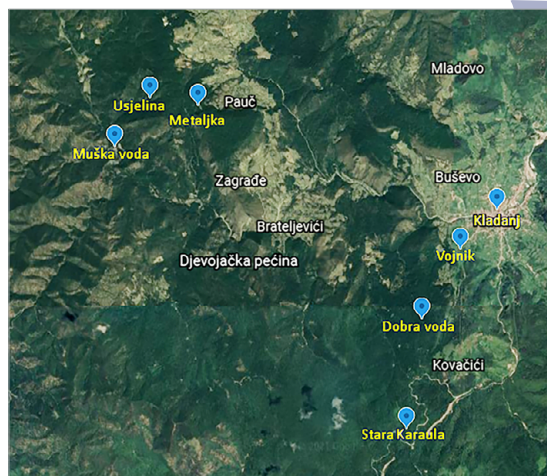 Mladovo
Usjelina
Metaljka
Pauč
Muška voda
Zagrađe
Buševo
Kladanj
Brateljevići
Vojnik
Djevojačka pećina
Dobra voda
Kovačići
Stara Karaula